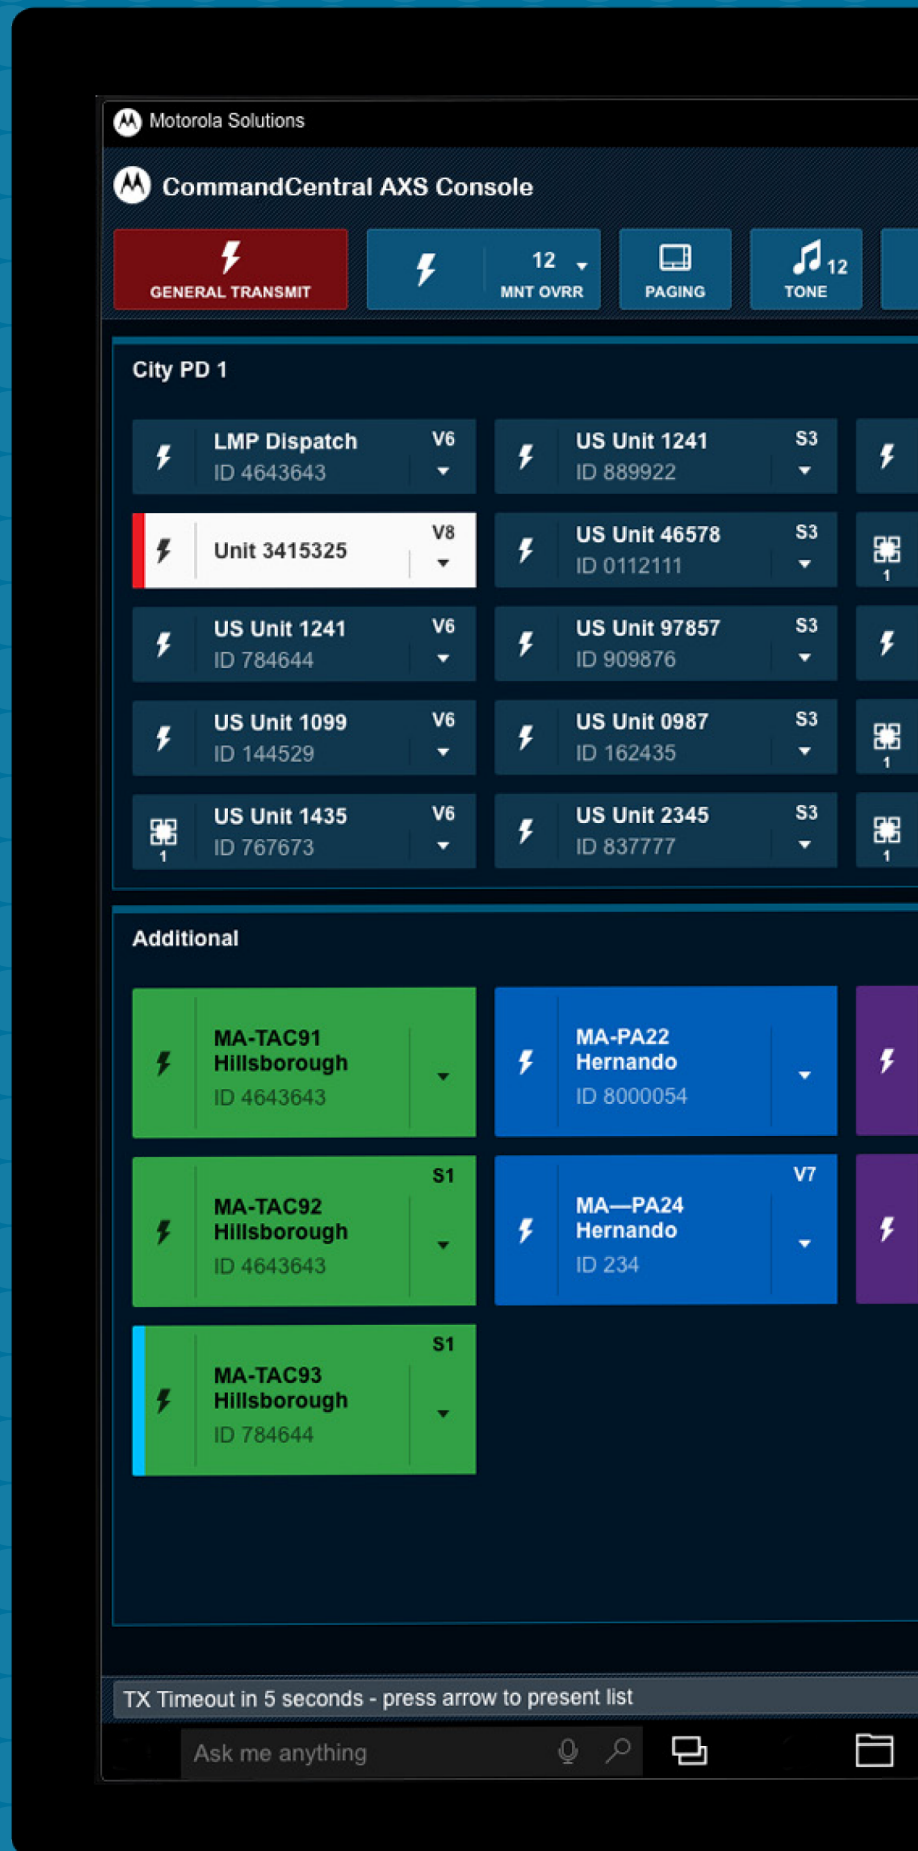 Motorola Solutions
CommandCentral AXS Console
GENERAL TRANSMIT
12
MNT OVRR
PAGING
12
TONE
City PD 1
LMP Dispatch V6
ID 4643643
US Unit 1241 S3
ID 889922
Unit 3415325 V8
US Unit 46578 S3
ID 0112111
1
US Unit 1241 V6
ID 784644
US Unit 97857 S3
ID 909876
US Unit 1099 V6
ID 144529
US Unit 0987 S3
ID 162435
1
US Unit 1435 V6
ID 767673
1
US Unit 2345 S3
ID 837777
1
Additional
MA-TAC91
Hillsborough
ID 4643643
MA-PA22
Hernando
ID 8000054
S1
MA-TAC92
Hillsborough
ID 4643643
V7
MA—PA24
Hernando
ID 234
S1
MA-TAC93
Hillsborough
ID 784644
TX Timeout in 5 seconds - press arrow to present list
Ask me anything